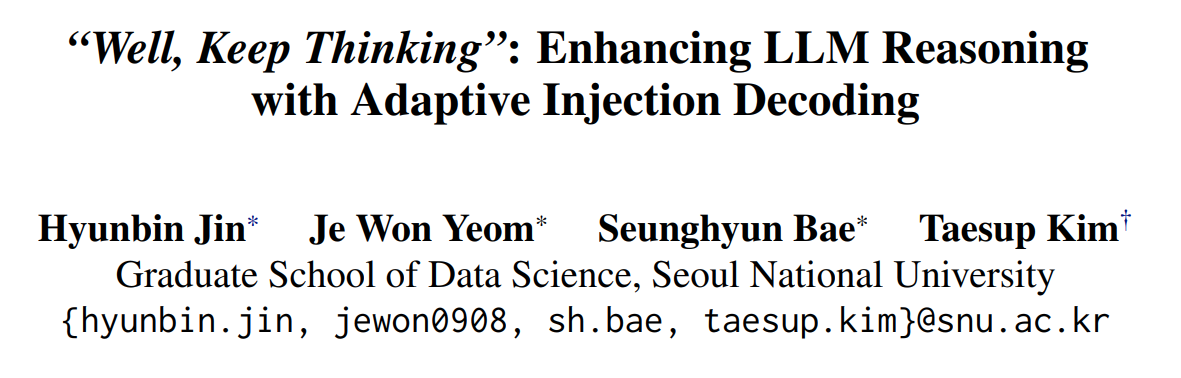 “Well, Keep Thinking”: Enhancing LLM Reasoning
with Adaptive Injection Decoding
Hyunbin Jin* Je Won Yeom* Seunghyun Bae* Taesup Kim†
Graduate School of Data Science, Seoul National University
{hyunbin.jin, jewon0908, sh.bae, taesup.kim}@snu.ac.kr